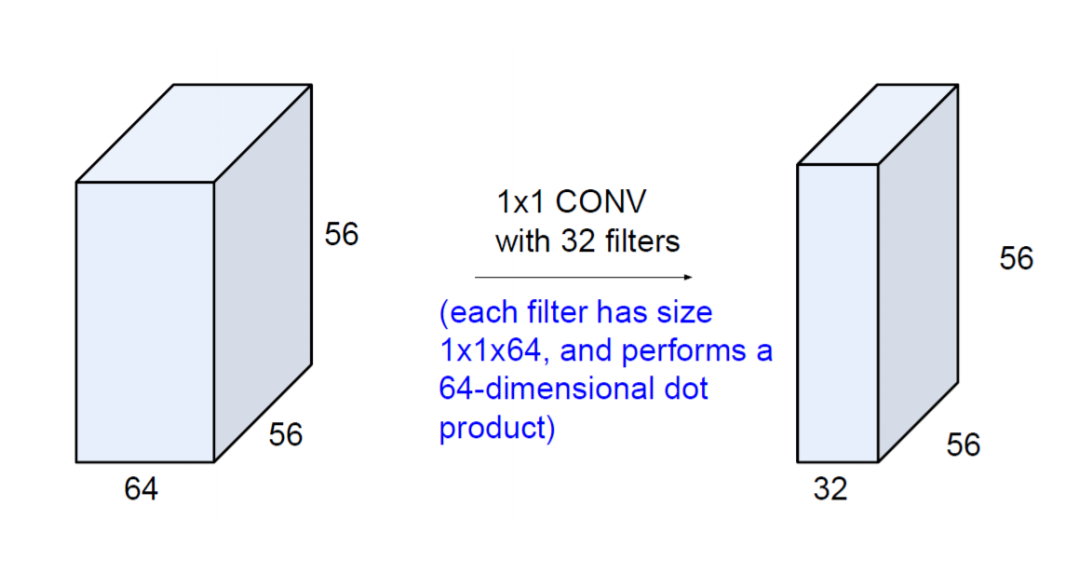 56
56
64
1x1 CONV
with 32 filters
(each filter has size
1x1x64, and performs a
64-dimensional dot
product)
56
56
32